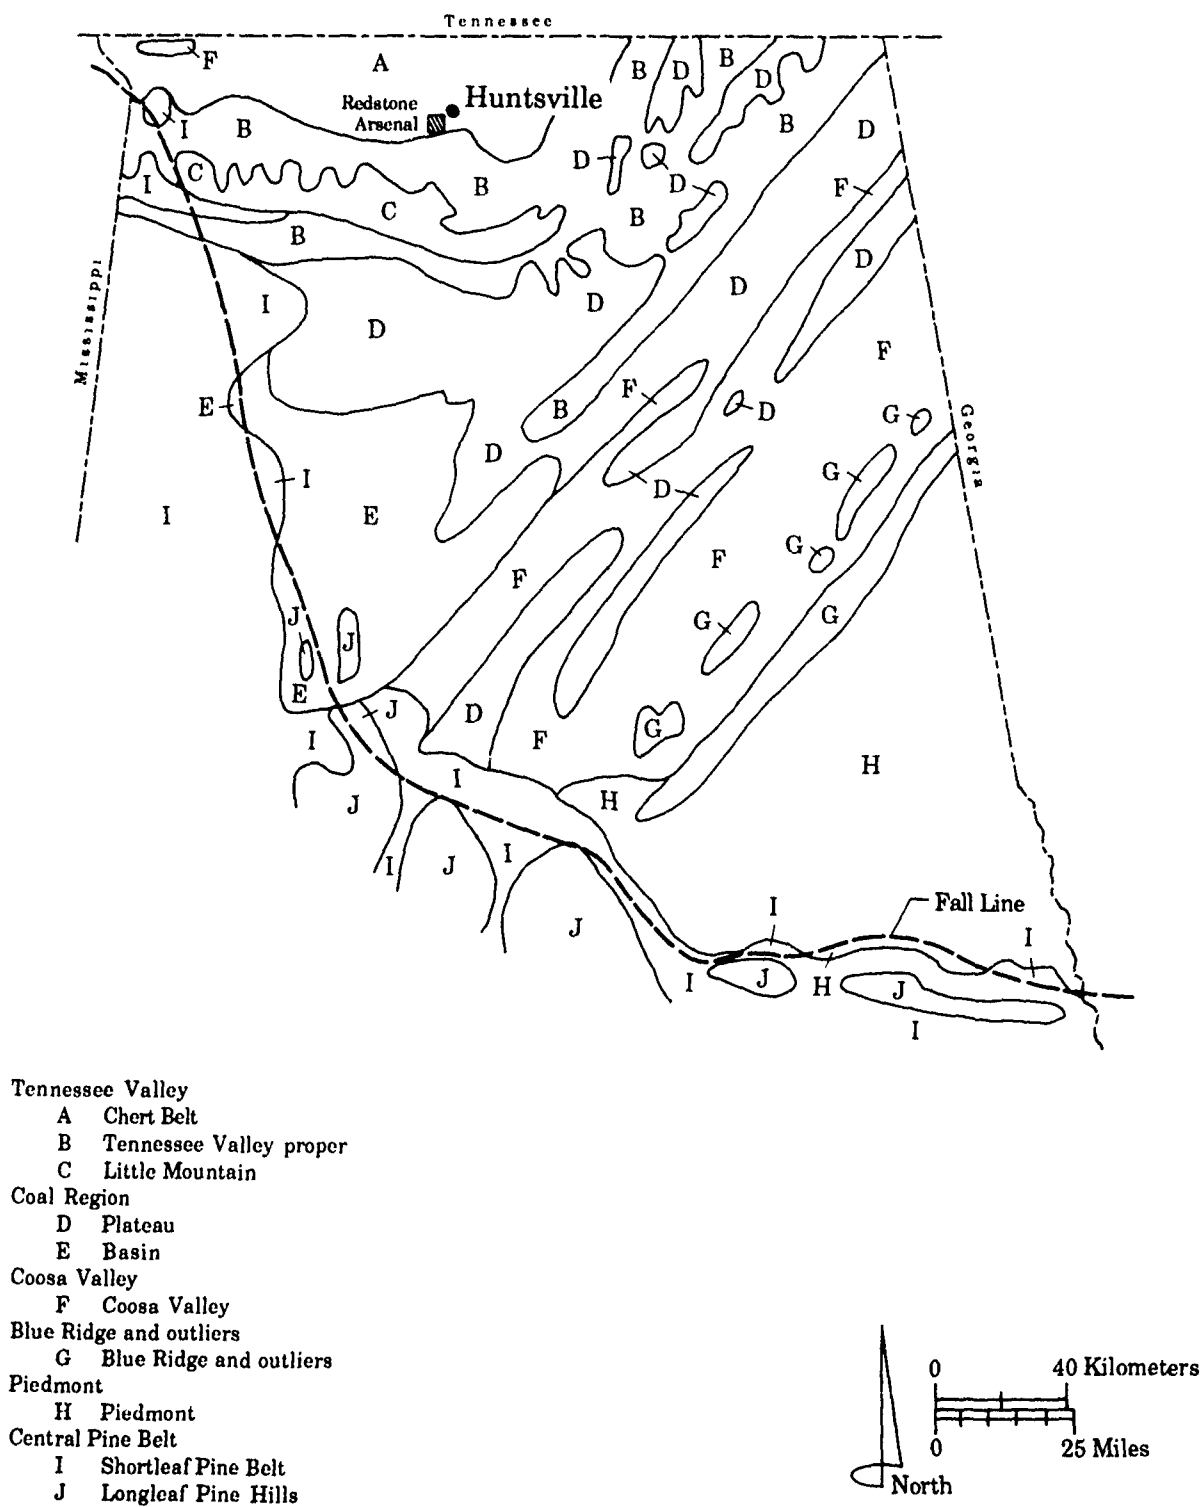 Tennessee
F
A
B
D
B
D
Huntsville
Redstone
Arsenal
I
B
B
D
D
D
F
C
I
B
D
B
C
B
D
D
I
D
D
F
Mississippi
F
E
B
D
G
Georgia
D
I
D
G
I
E
G
F
F
G
J
J
G
E
J
D
F
G
I
I
H
H
J
I
J
I
J
I
Fall Line
I
I
J
H
J
I
Tennessee Valley
A Chert Belt
B Tennessee Valley proper
C Little Mountain
Coal Region
D Plateau
E Basin
Coosa Valley
F Coosa Valley
Blue Ridge and outliers
G Blue Ridge and outliers
Piedmont
H Piedmont
Central Pine Belt
I Shortleaf Pine Belt
J Longleaf Pine Hills
0 40 Kilometers
0 25 Miles
North